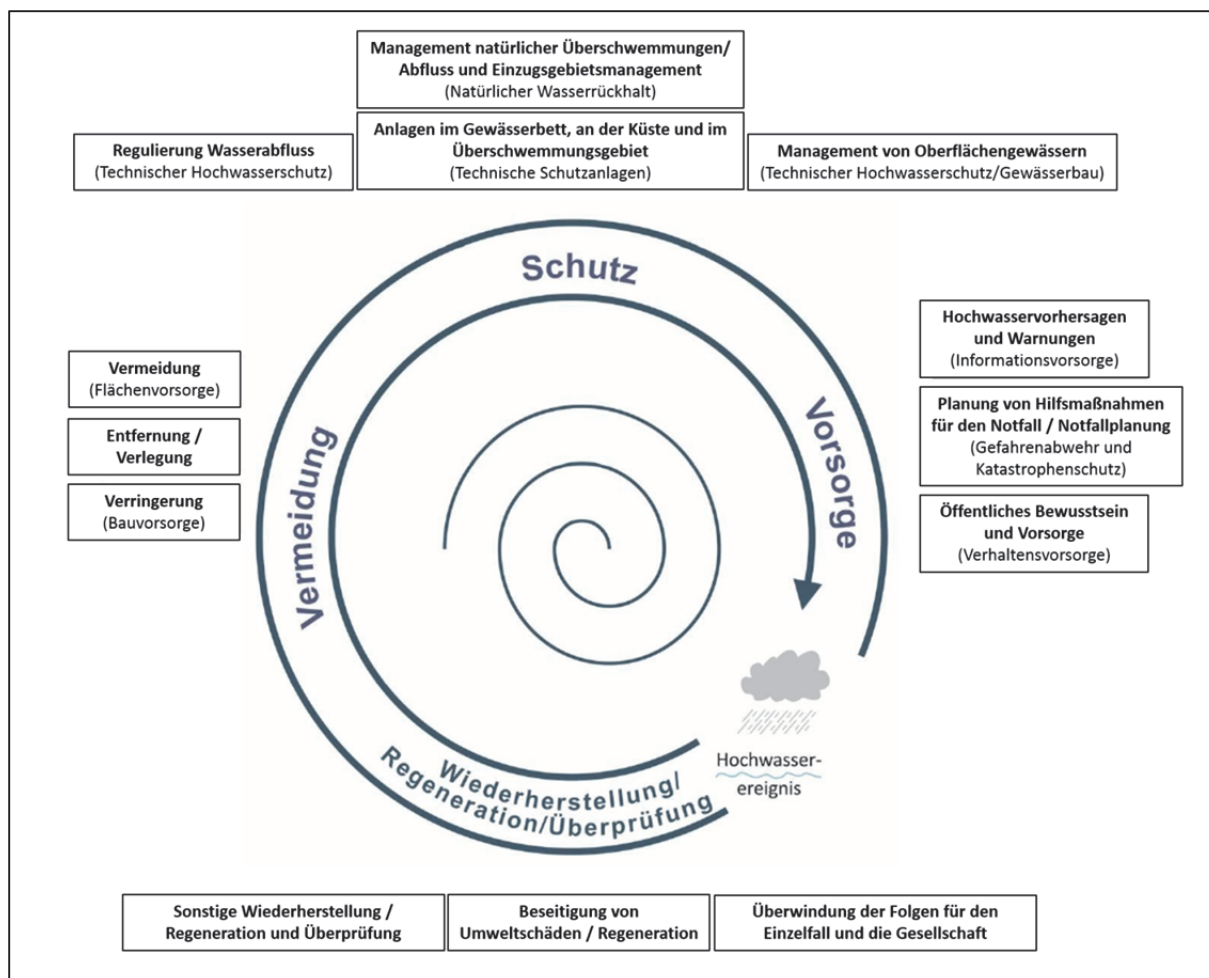 Management natürlicher Überschwemmungen/
Abfluss und Einzugsgebietsmanagement
(Natürlicher Wasserrückhalt)
Regulierung Wasserabfluss
(Technischer Hochwasserschutz)
Anlagen im Gewässerbett, an der Küste und im
Überschwemmungsgebiet
(Technische Schutzanlagen)
Management von Oberflächengewässern
(Technischer Hochwasserschutz/Gewässerbau)
Schutz
Vermeidung
(Flächenvorsorge)
Entfernung /
Verlegung
Verringerung
(Bauvorsorge)
Vermeidung
Vorsorge
Hochwasservorhersagen
und Warnungen
(Informationsvorsorge)
Planung von Hilfsmaßnahmen
für den Notfall / Notfallplanung
(Gefahrenabwehr und
Katastrophenschutz)
Öffentliches Bewusstsein
und Vorsorge
(Verhaltensvorsorge)
Hochwasser-
ereignis
Wiederherstellung/
Regeneration/Überprüfung
Sonstige Wiederherstellung /
Regeneration und Überprüfung
Beseitigung von
Umweltschäden / Regeneration
Überwindung der Folgen für den
Einzelfall und die Gesellschaft